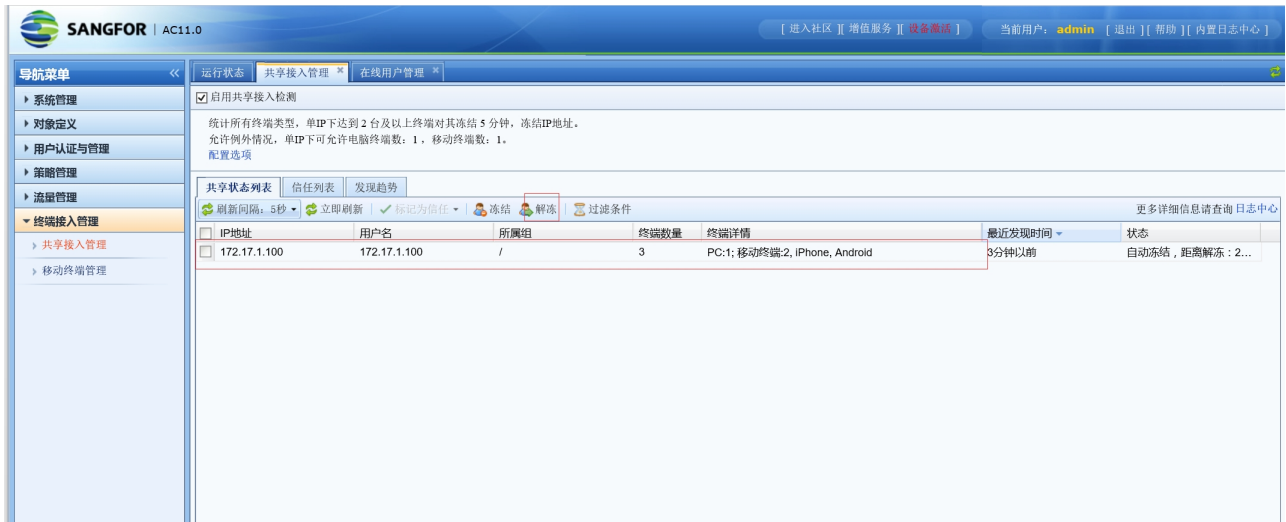 SANGFOR | AC11.0
[ 进入社区 ][ 增值服务 ][ 设备激活 ] 当前用户： admin [ 退出 ][ 帮助 ][ 内置日志中心 ]
导航菜单
系统管理
对象定义
用户认证与管理
策略管理
流量管理
终端接入管理
共享接入管理
移动终端管理
运行状态 共享接入管理 在线用户管理
启用共享接入检测
统计所有终端类型，单IP下达到 2 台及以上终端对其冻结 5 分钟，冻结IP地址。
允许例外情况，单IP下可允许电脑终端数：1 ，移动终端数：1。
配置选项
共享状态列表 信任列表 发现趋势
刷新间隔：5秒 立即刷新 标记为信任 冻结 解冻 过滤条件 更多详细信息请查询 日志中心
IP地址 用户名 所属组 终端数量 终端详情 最近发现时间 状态
172.17.1.100 172.17.1.100 / 3 PC:1; 移动终端:2, iPhone, Android 3分钟以前 自动冻结，距离解冻：2...